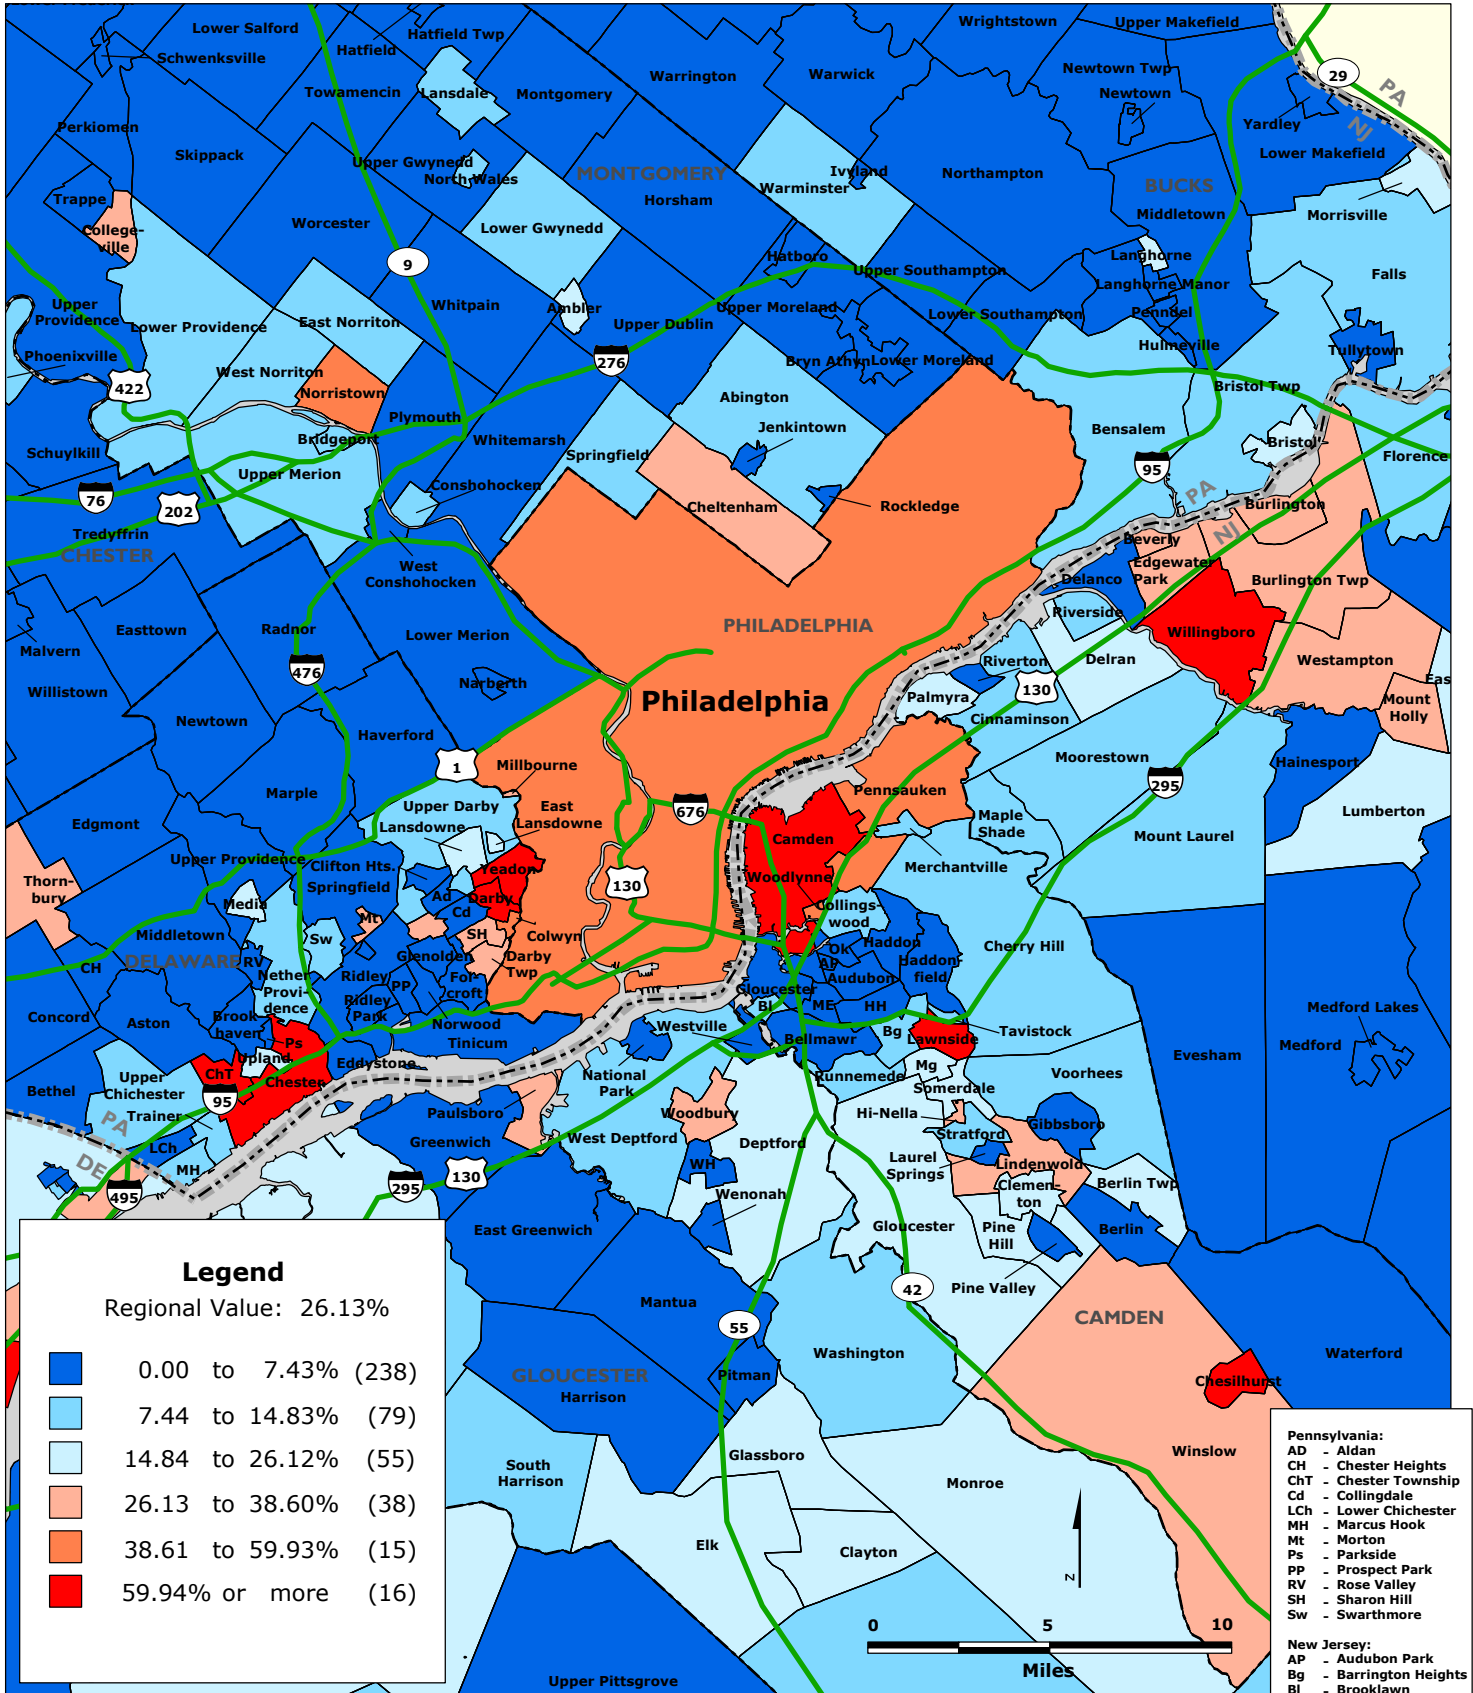 Lower Salford
Hatfield Twp
Wrightstown
Upper Makefield
Schwenksville
Hatfield
Warrington
Warwick
Newtown Twp
29
PA
Towamencin
Lansdale
Montgomery
Newtown
NJ
Perkiomen
Skippack
Yardley
Lower Makefield
Upper Gwynedd
North Wales
MONTGOMERY
Horsham
Warminster
Ivyland
Northampton
BUCKS
Trappe
College-
ville
Worcester
Lower Gwynedd
Middletown
Morrisville
9
Hatboro
Upper Southampton
Langhorne
Falls
Upper
Providence
Lower Providence
East Norriton
Whitpain
Ambler
Upper Dublin
Upper Moreland
Lower Southampton
Langhorne Manor
Penndel
Phoenixville
422
West Norriton
Norristown
276
Bryn Athyn
Lower Moreland
Hulmeville
Tullytown
Bristol Twp
Plymouth
Abington
Jenkintown
Bensalem
Schuylkill
Bridgeport
Whitemarsh
Springfield
Bristol
Florence
Upper Merion
Conshohocken
95
76
202
Cheltenham
Rockledge
PA
NJ
Burlington
Tredyffrin
CHESTER
West
Conshohocken
Beverly
Edgewater
Park
Delanco
Burlington Twp
Riverside
Easttown
Radnor
Lower Merion
PHILADELPHIA
Willingboro
Malvern
Willistown
476
Narberth
Philadelphia
Riverton
Delran
Westampton
Eas
130
Palmyra
Mount
Holly
Newtown
Haverford
Cinnaminson
1
Millbourne
Moorestown
Hainesport
Marple
Upper Darby
East
Lansdowne
676
Pennsauken
295
Lumberton
Edgmont
Lansdowne
Camden
Maple
Shade
Mount Laurel
Upper Providence
Clifton Hts.
Springfield
Yeadon
Merchantville
Thorn-
bury
Ad
Darby
130
Woodlynne
Media
Cd
Mt
Collings-
wood
Middletown
DELAWARE
Sw
SH
Colwyn
OK
Haddon
Cherry Hill
CH
RV
Glenolden
Darby
Twp
AP
Haddon-
field
Nether
Provi-
dence
Ridley
PP
For-
croft
Audubon
Gloucester
Medford Lakes
Concord
Aston
Brook
haven
Ridley
Park
Norwood
Bl
ME
HH
Ps
Tinicum
Westville
Bellmawr
Bg
Lawnside
Tavistock
Evesham
Medford
Upland
Eddystone
Bethel
Upper
Chichester
ChT
Chester
National
Park
Runnemede
Mg
Voorhees
95
Somerdale
Trainer
Paulsboro
Woodbury
Hi-Nella
Gibbsboro
PA
LCh
Greenwich
West Deptford
Deptford
Stratford
DE
MH
295
130
WH
Laurel
Springs
Lindenwold
495
Wenonah
Clemen-
ton
Berlin Twp
East Greenwich
Gloucester
Pine
Hill
Berlin
Legend
Regional Value: 26.13%
0.00 to 7.43% (238)
7.44 to 14.83% (79)
14.84 to 26.12% (55)
26.13 to 38.60% (38)
38.61 to 59.93% (15)
59.94% or more (16)
Mantua
42
Pine Valley
CAMDEN
55
Washington
Waterford
GLOUCESTER
Harrison
Pitman
Chesilhurst
South
Harrison
Glassboro
Monroe
Winslow
Elk
Clayton
N
0 5 10
Miles
Upper Pittsgrove
Pennsylvania:
AD - Aldan
CH - Chester Heights
ChT - Chester Township
Cd - Collingdale
LCh - Lower Chichester
MH - Marcus Hook
Mt - Morton
Ps - Parkside
PP - Prospect Park
RV - Rose Valley
SH - Sharon Hill
Sw - Swarthmore
New Jersey:
AP - Audubon Park
Bg - Barrington Heights
Bl - Brooklawn